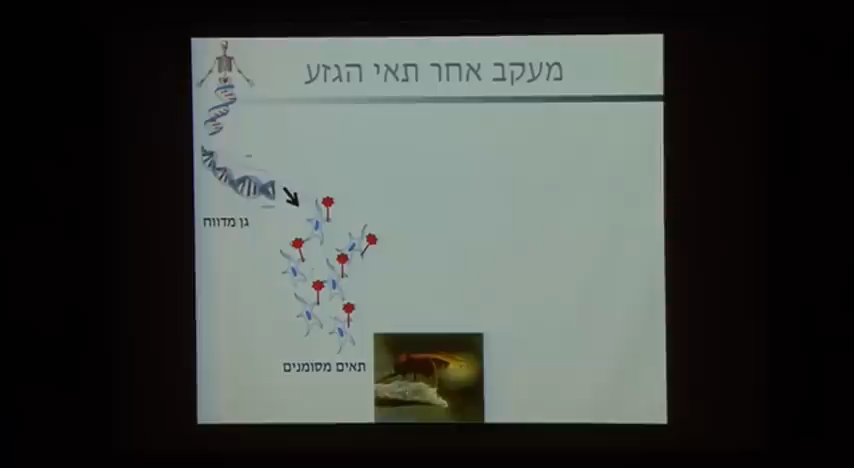 מעקב אחר תאי הגזע
גן מדווח
תאים מסומנים